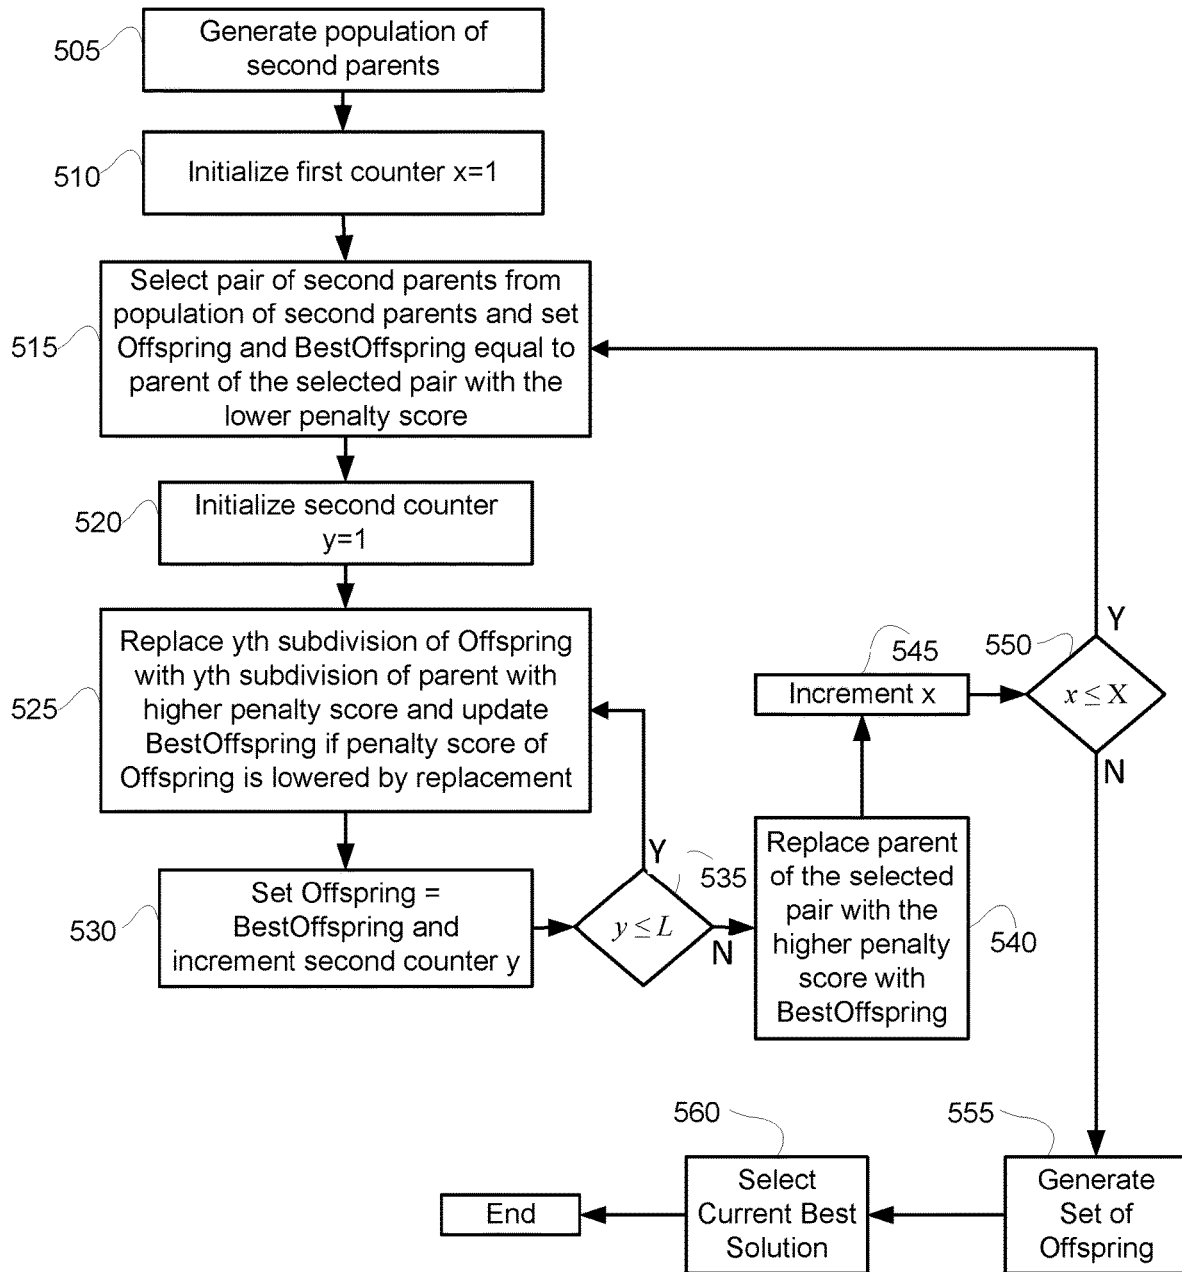 Generate population of
second parents
505
Initialize first counter x=1
510
Select pair of second parents from
population of second parents and set
Offspring and BestOffspring equal to
parent of the selected pair with the
lower penalty score
515
Initialize second counter
y=1
520
Replace yth subdivision of Offspring
with yth subdivision of parent with
higher penalty score and update
BestOffspring if penalty score of
Offspring is lowered by replacement
525
Set Offspring =
BestOffspring and
increment second counter y
530
y ≤ L
535
Y
N
Replace parent
of the selected
pair with the
higher penalty
score with
BestOffspring
540
Increment x
545
x ≤ X
550
Y
N
Generate
Set of
Offspring
555
Select
Current Best
Solution
560
End